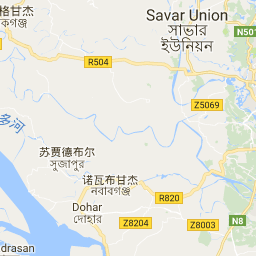 格甘杰
কগঞ্জ
Savar Union
সাভার
ইউনিয়ন
N501
R504
Z5069
多河
苏贾德布尔
সুজাপুর
诺瓦布甘杰
নবাবগঞ্জ
R820
Dohar
দোহার
Z8204
Z8003
N8
drasan